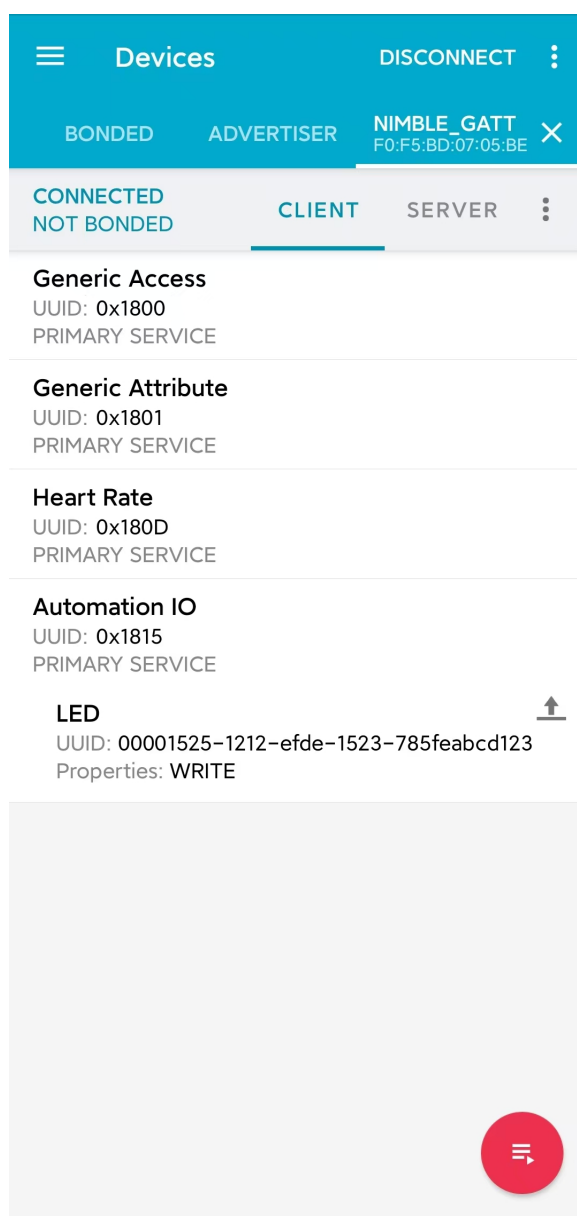 Devices
DISCONNECT
BONDED
ADVERTISER
NIMBLE_GATT
F0:F5:BD:07:05:BE
CONNECTED
NOT BONDED
CLIENT
SERVER
Generic Access
UUID: 0x1800
PRIMARY SERVICE
Generic Attribute
UUID: 0x1801
PRIMARY SERVICE
Heart Rate
UUID: 0x180D
PRIMARY SERVICE
Automation IO
UUID: 0x1815
PRIMARY SERVICE
LED
UUID: 00001525-1212-efde-1523-785feabcd123
Properties: WRITE